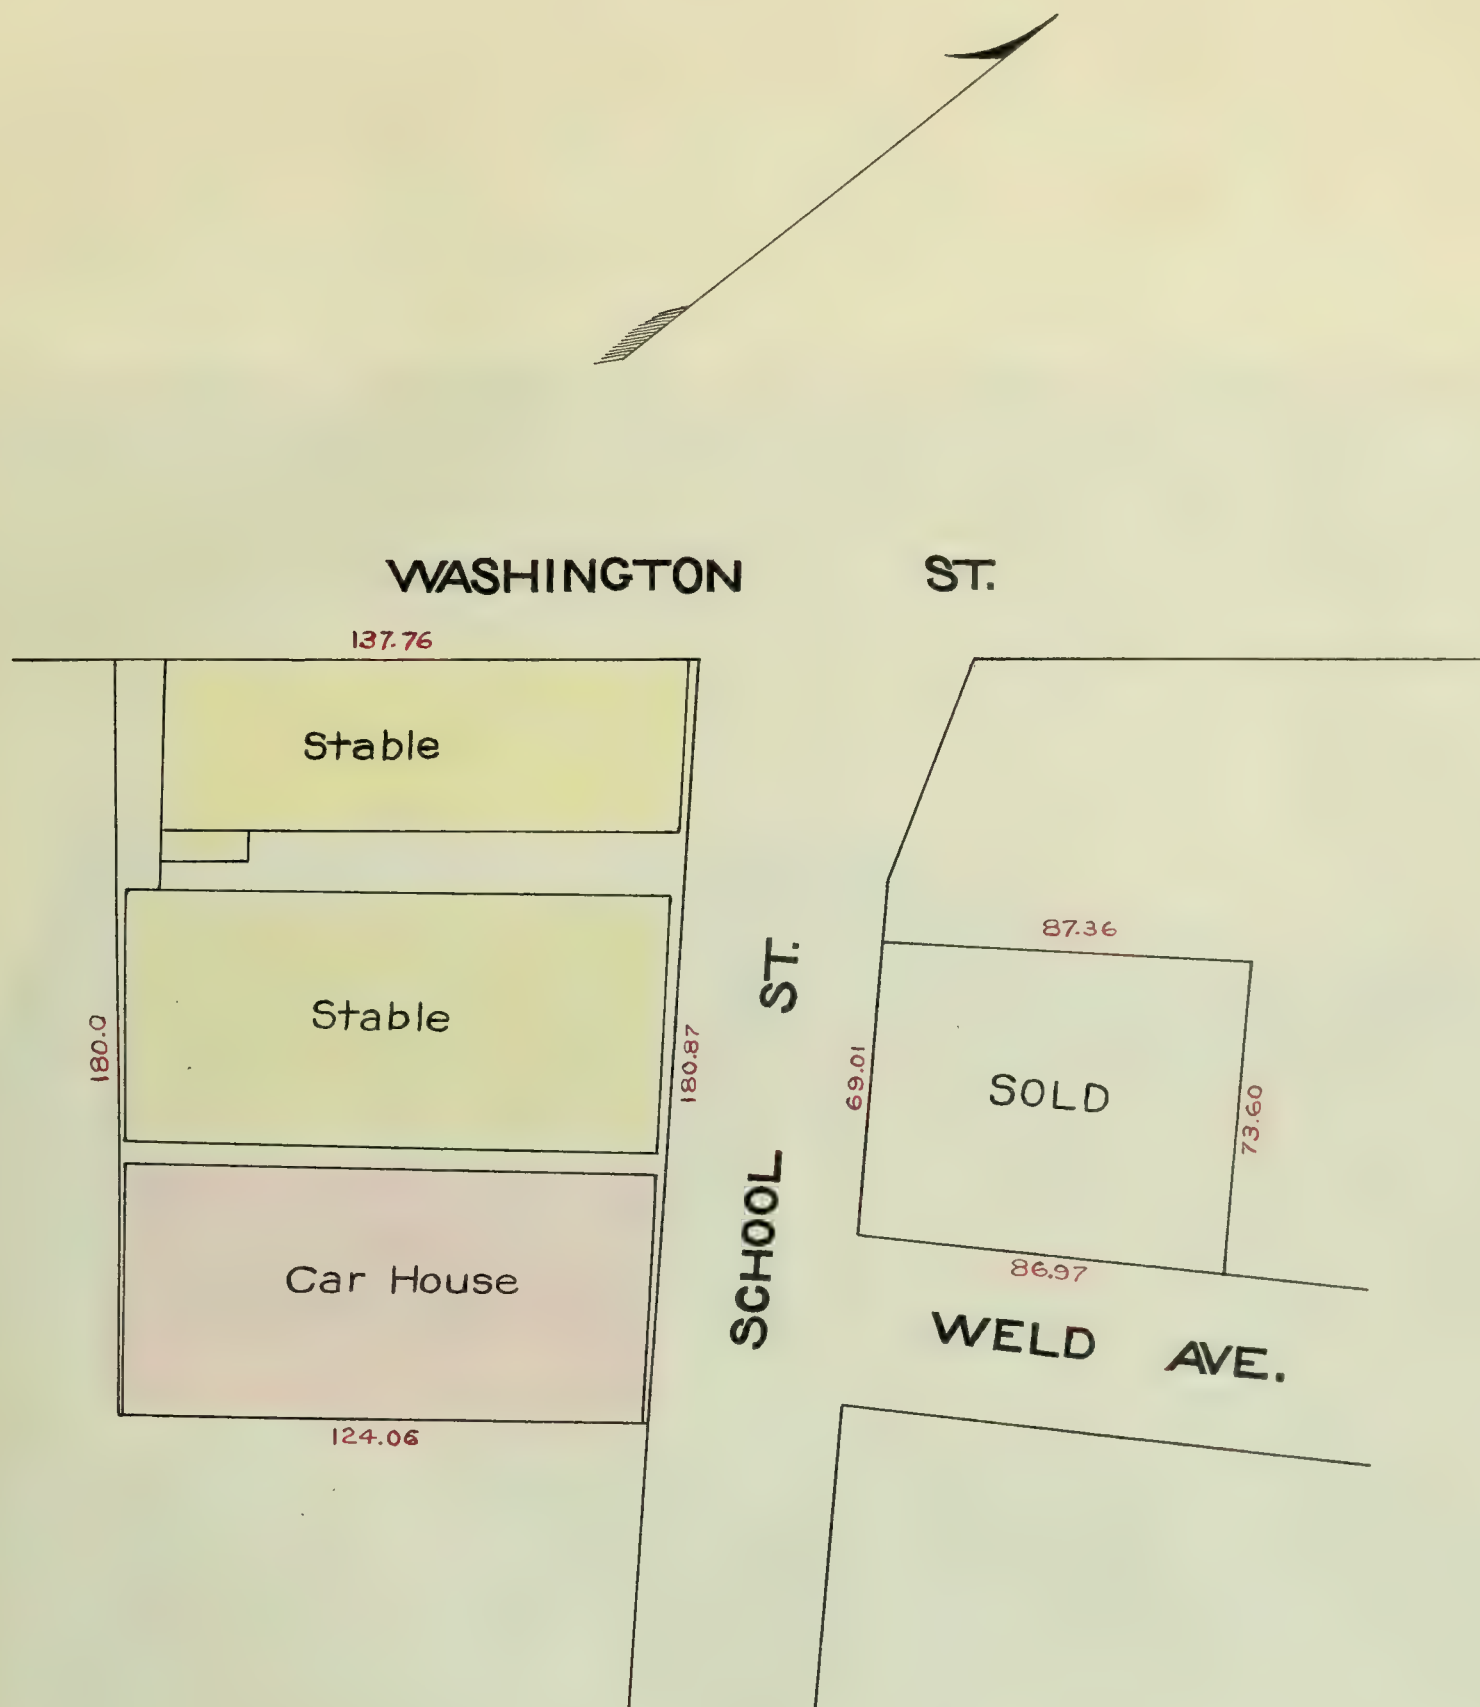 WASHINGTON ST.
137.76
Stable
87.36
Stable
180.0
180.87
SCHOOL ST.
69.01
SOLD
73.60
Car House
86.97
WELD AVE.
124.06